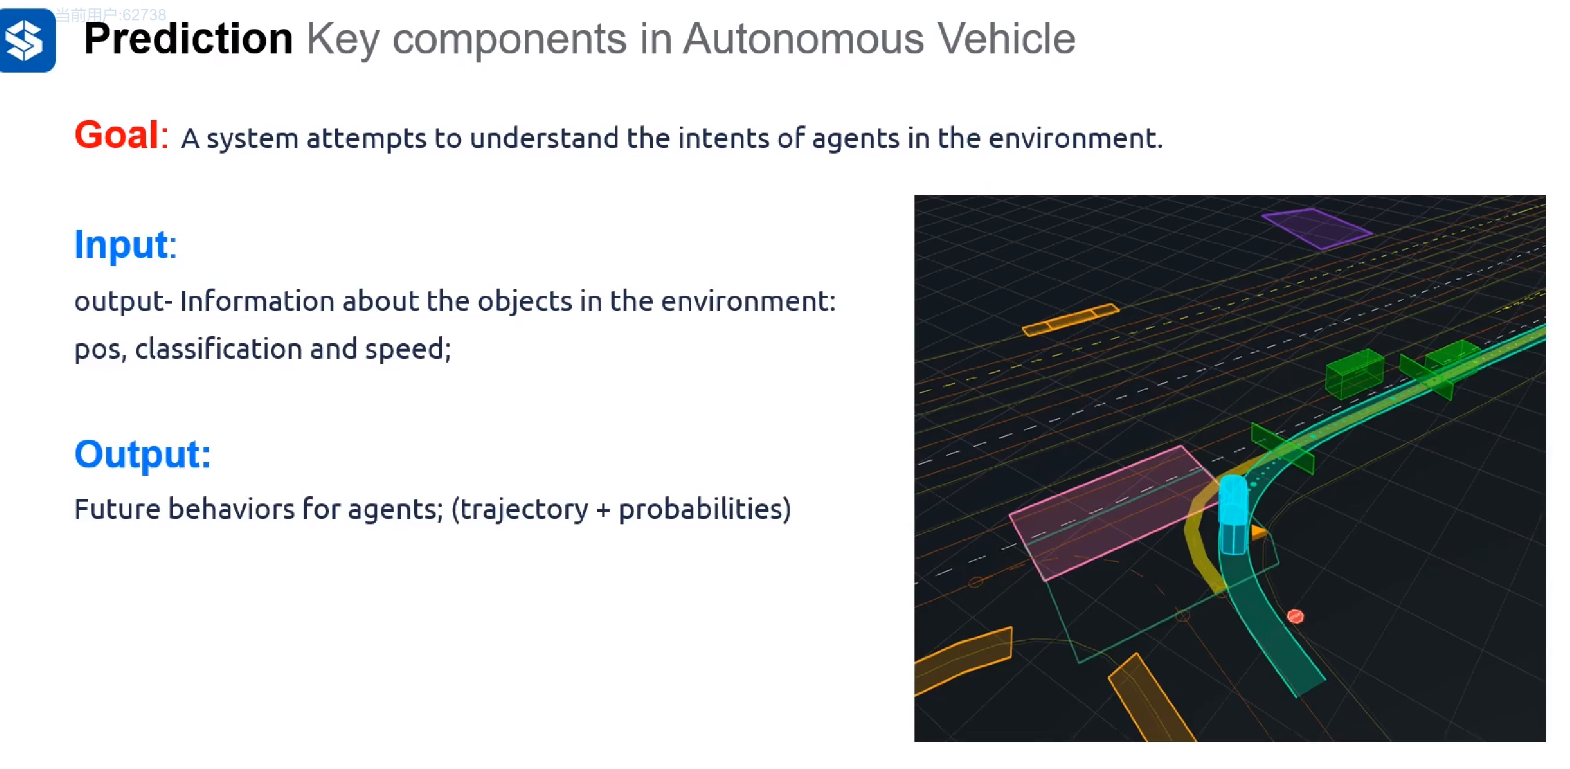 当前用户:62738
Prediction Key components in Autonomous Vehicle
Goal: A system attempts to understand the intents of agents in the environment.
Input:
output- Information about the objects in the environment:
pos, classification and speed;
Output:
Future behaviors for agents; (trajectory + probabilities)